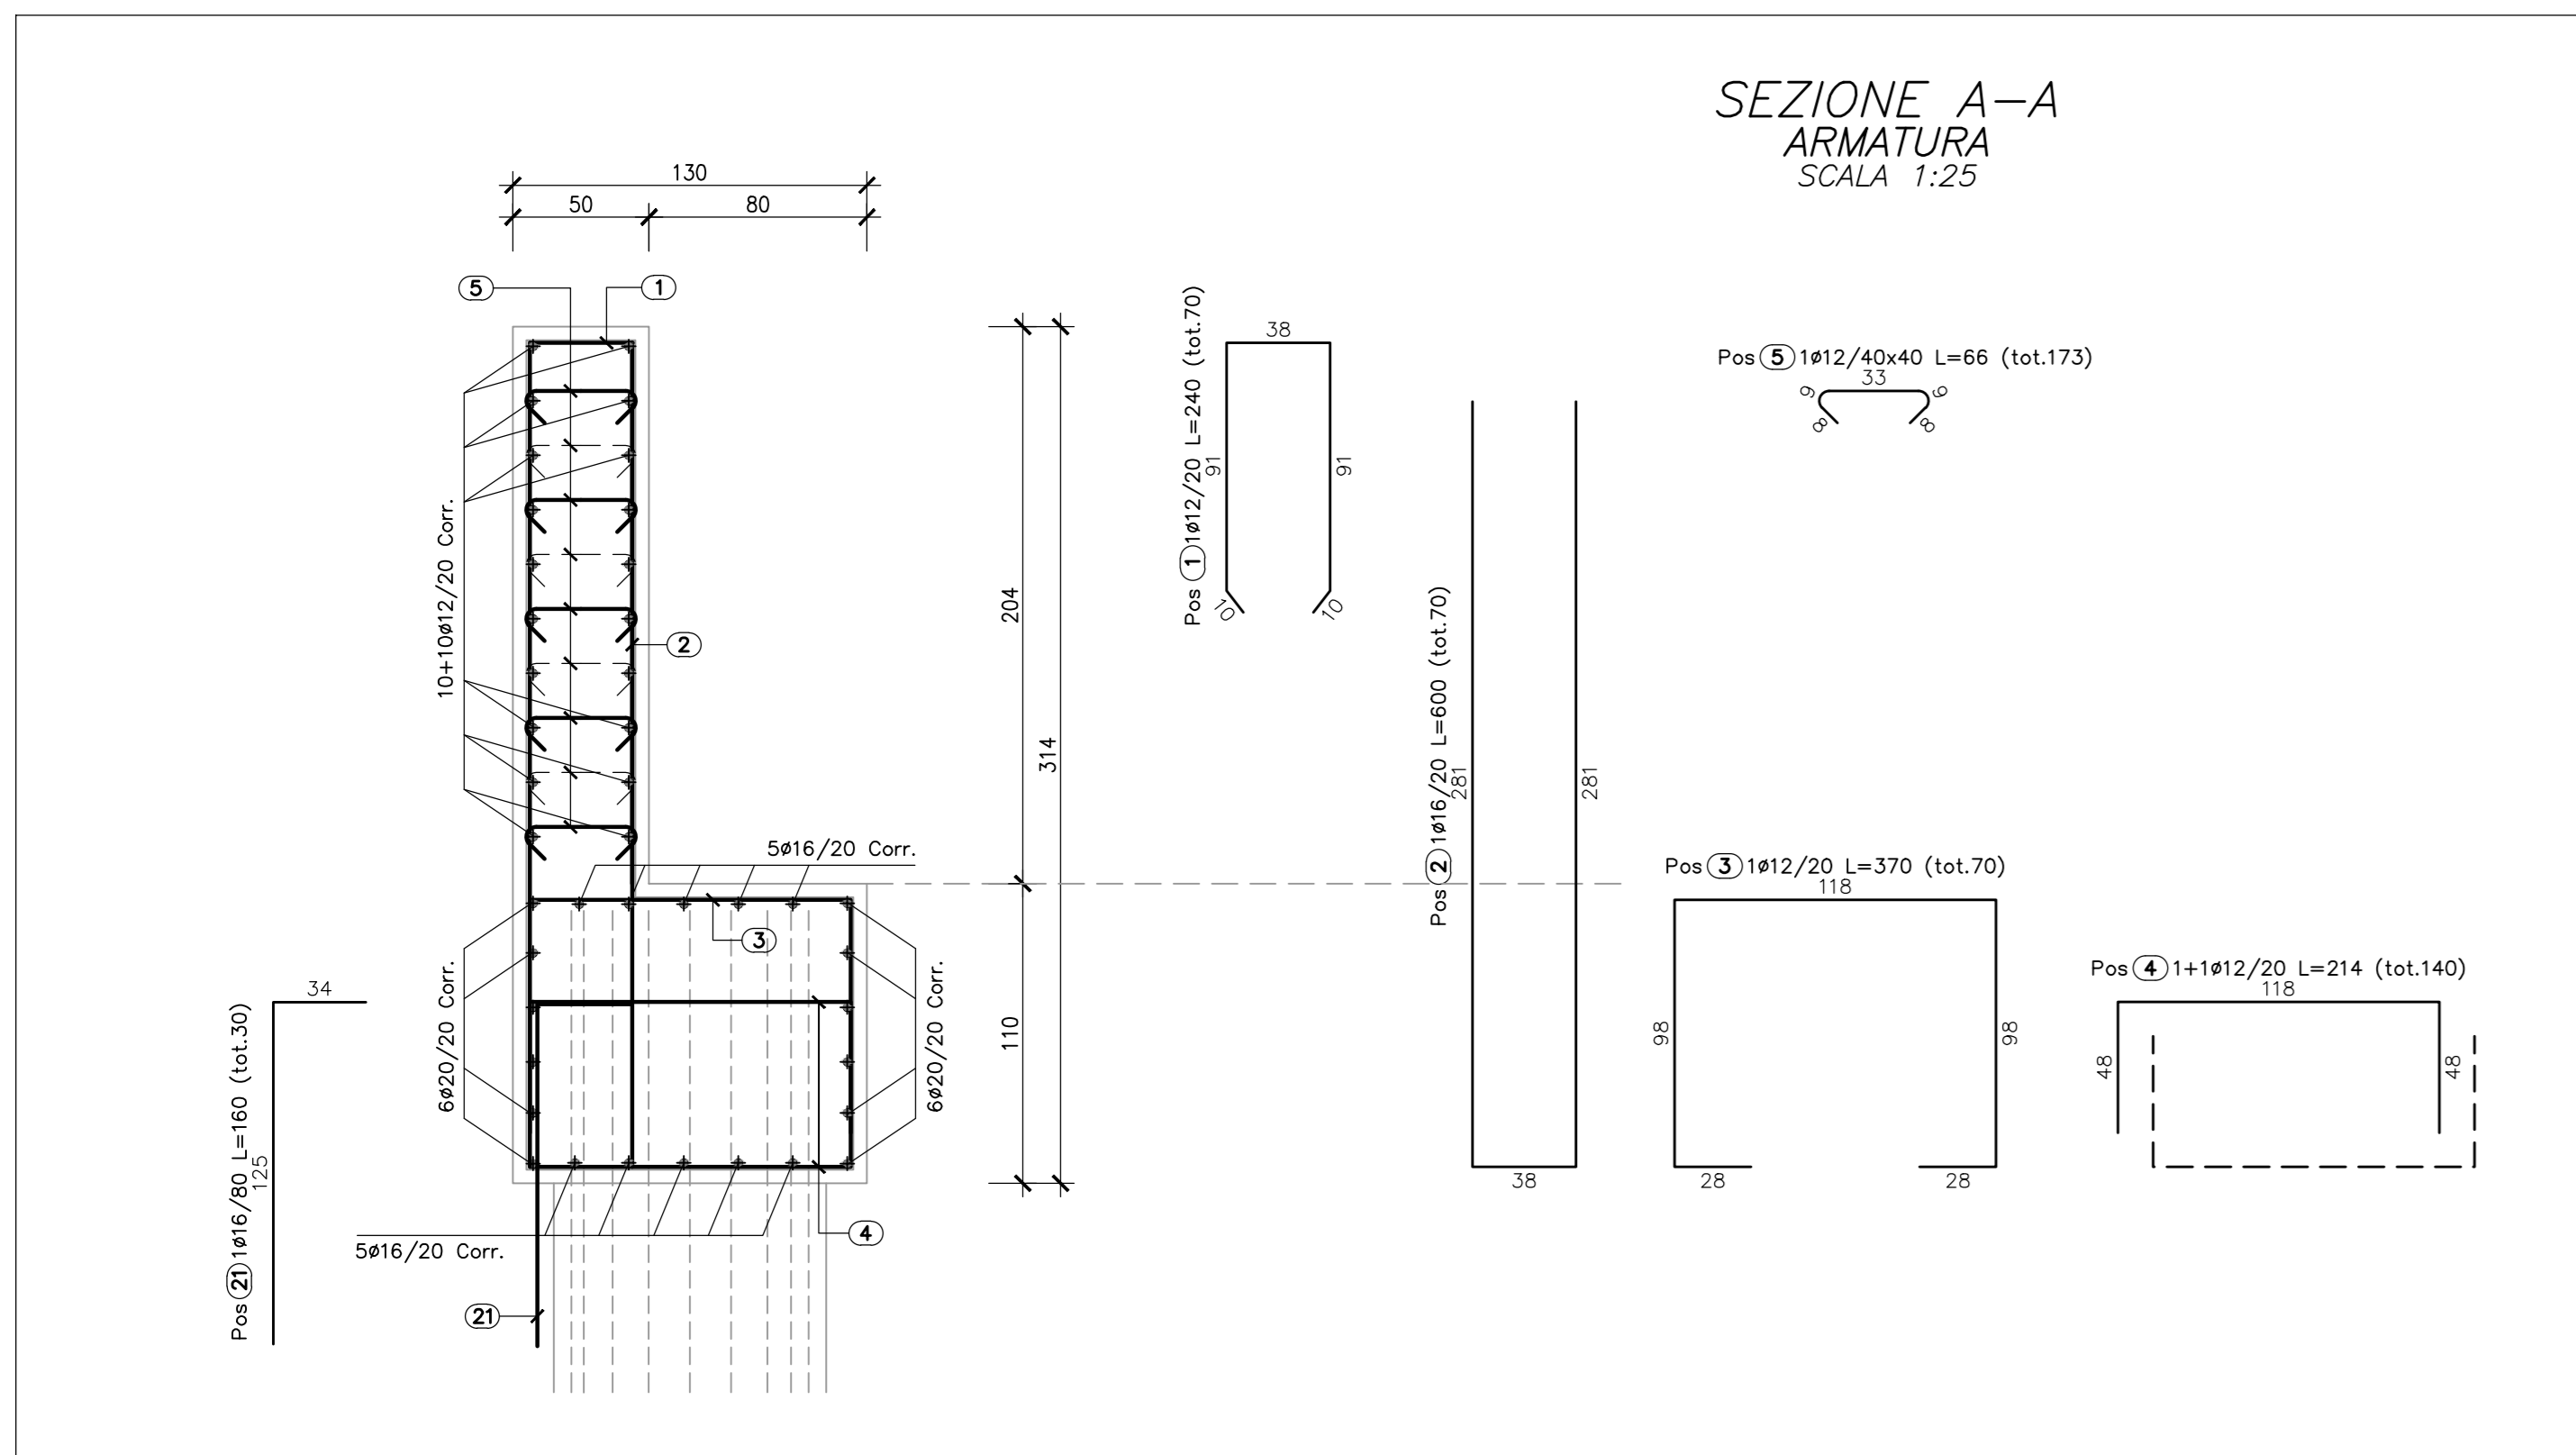 SEZIONE A-A
ARMATURA
SCALA 1:25
130
50
80
5
1
10+10ø12/20 Corr.
2
204
314
110
5ø16/20 Corr.
3
6ø20/20 Corr.
6ø20/20 Corr.
5ø16/20 Corr.
4
21
Pos 21 1ø16/80 L=160 (tot.30)
34
125
Pos 1 1ø12/20 L=240 (tot.70)
38
91
91
10
10
Pos 2 1ø16/20 L=600 (tot.70)
281
281
38
Pos 5 1ø12/40x40 L=66 (tot.173)
33
9
9
8
8
Pos 3 1ø12/20 L=370 (tot.70)
118
98
98
28
28
Pos 4 1+1ø12/20 L=214 (tot.140)
118
48
48